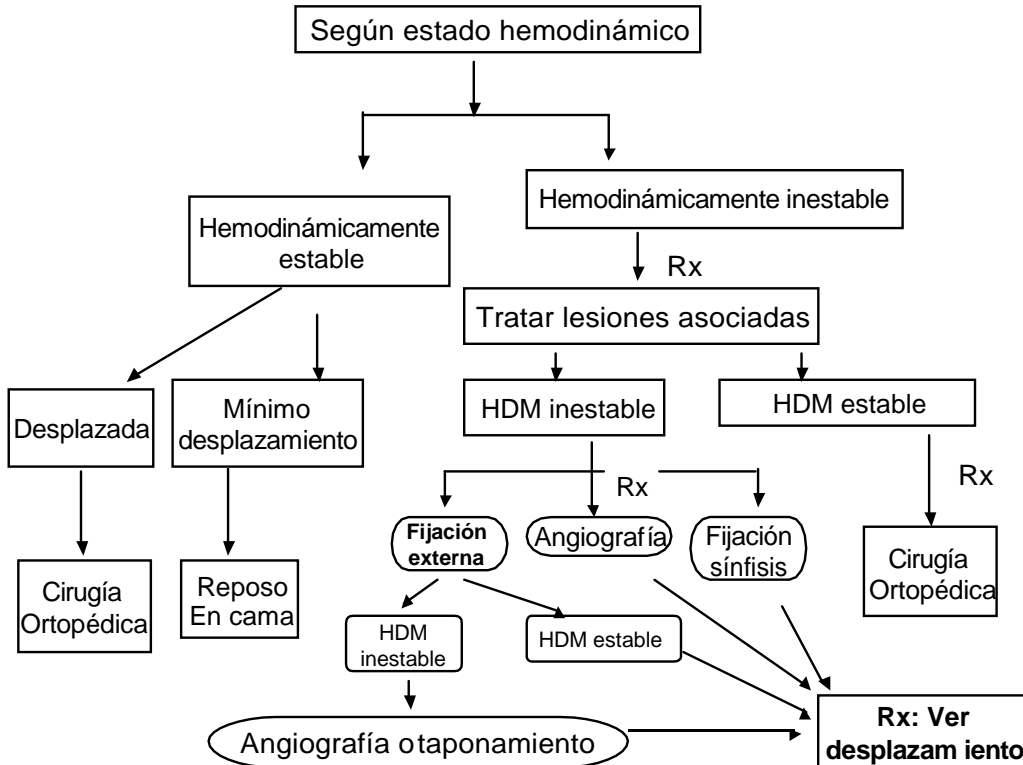 Según estado hemodinámico
Hemodinámicamente inestable
Hemodinámicamente
estable
Rx
Tratar lesiones asociadas
Desplazada
Mínimo
desplazamiento
HDM inestable
HDM estable
Rx
Rx
Fijación
externa
Angiografía
Fijación
sínfisis
Cirugía
Ortopédica
Cirugía
Ortopédica
Reposo
En cama
HDM
inestable
HDM estable
Angiografía o taponamiento
Rx: Ver
desplazam iento